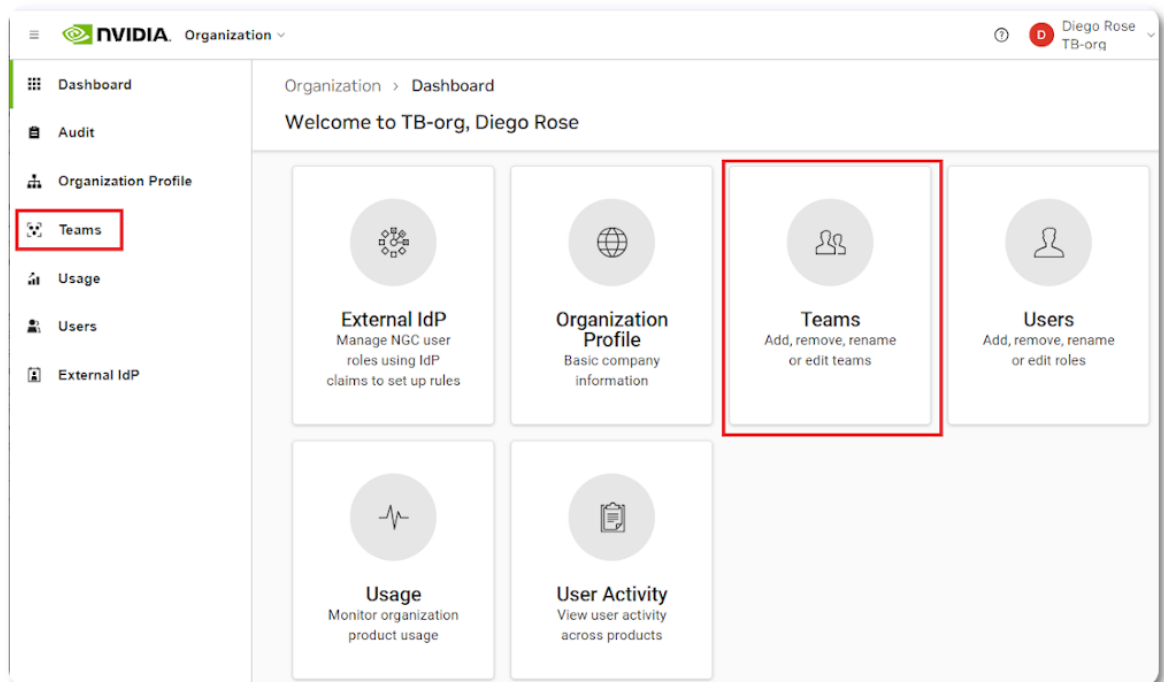 NVIDIA. Organization
Diego Rose
D
TB-org
Dashboard
Audit
Organization Profile
Teams
Usage
Users
External IdP
Organization > Dashboard
Welcome to TB-org, Diego Rose
External IdP
Manage NGC user
roles using IdP
claims to set up rules
Organization
Profile
Basic company
information
Teams
Add, remove, rename
or edit teams
Users
Add, remove, rename
or edit roles
Usage
Monitor organization
product usage
User Activity
View user activity
across products